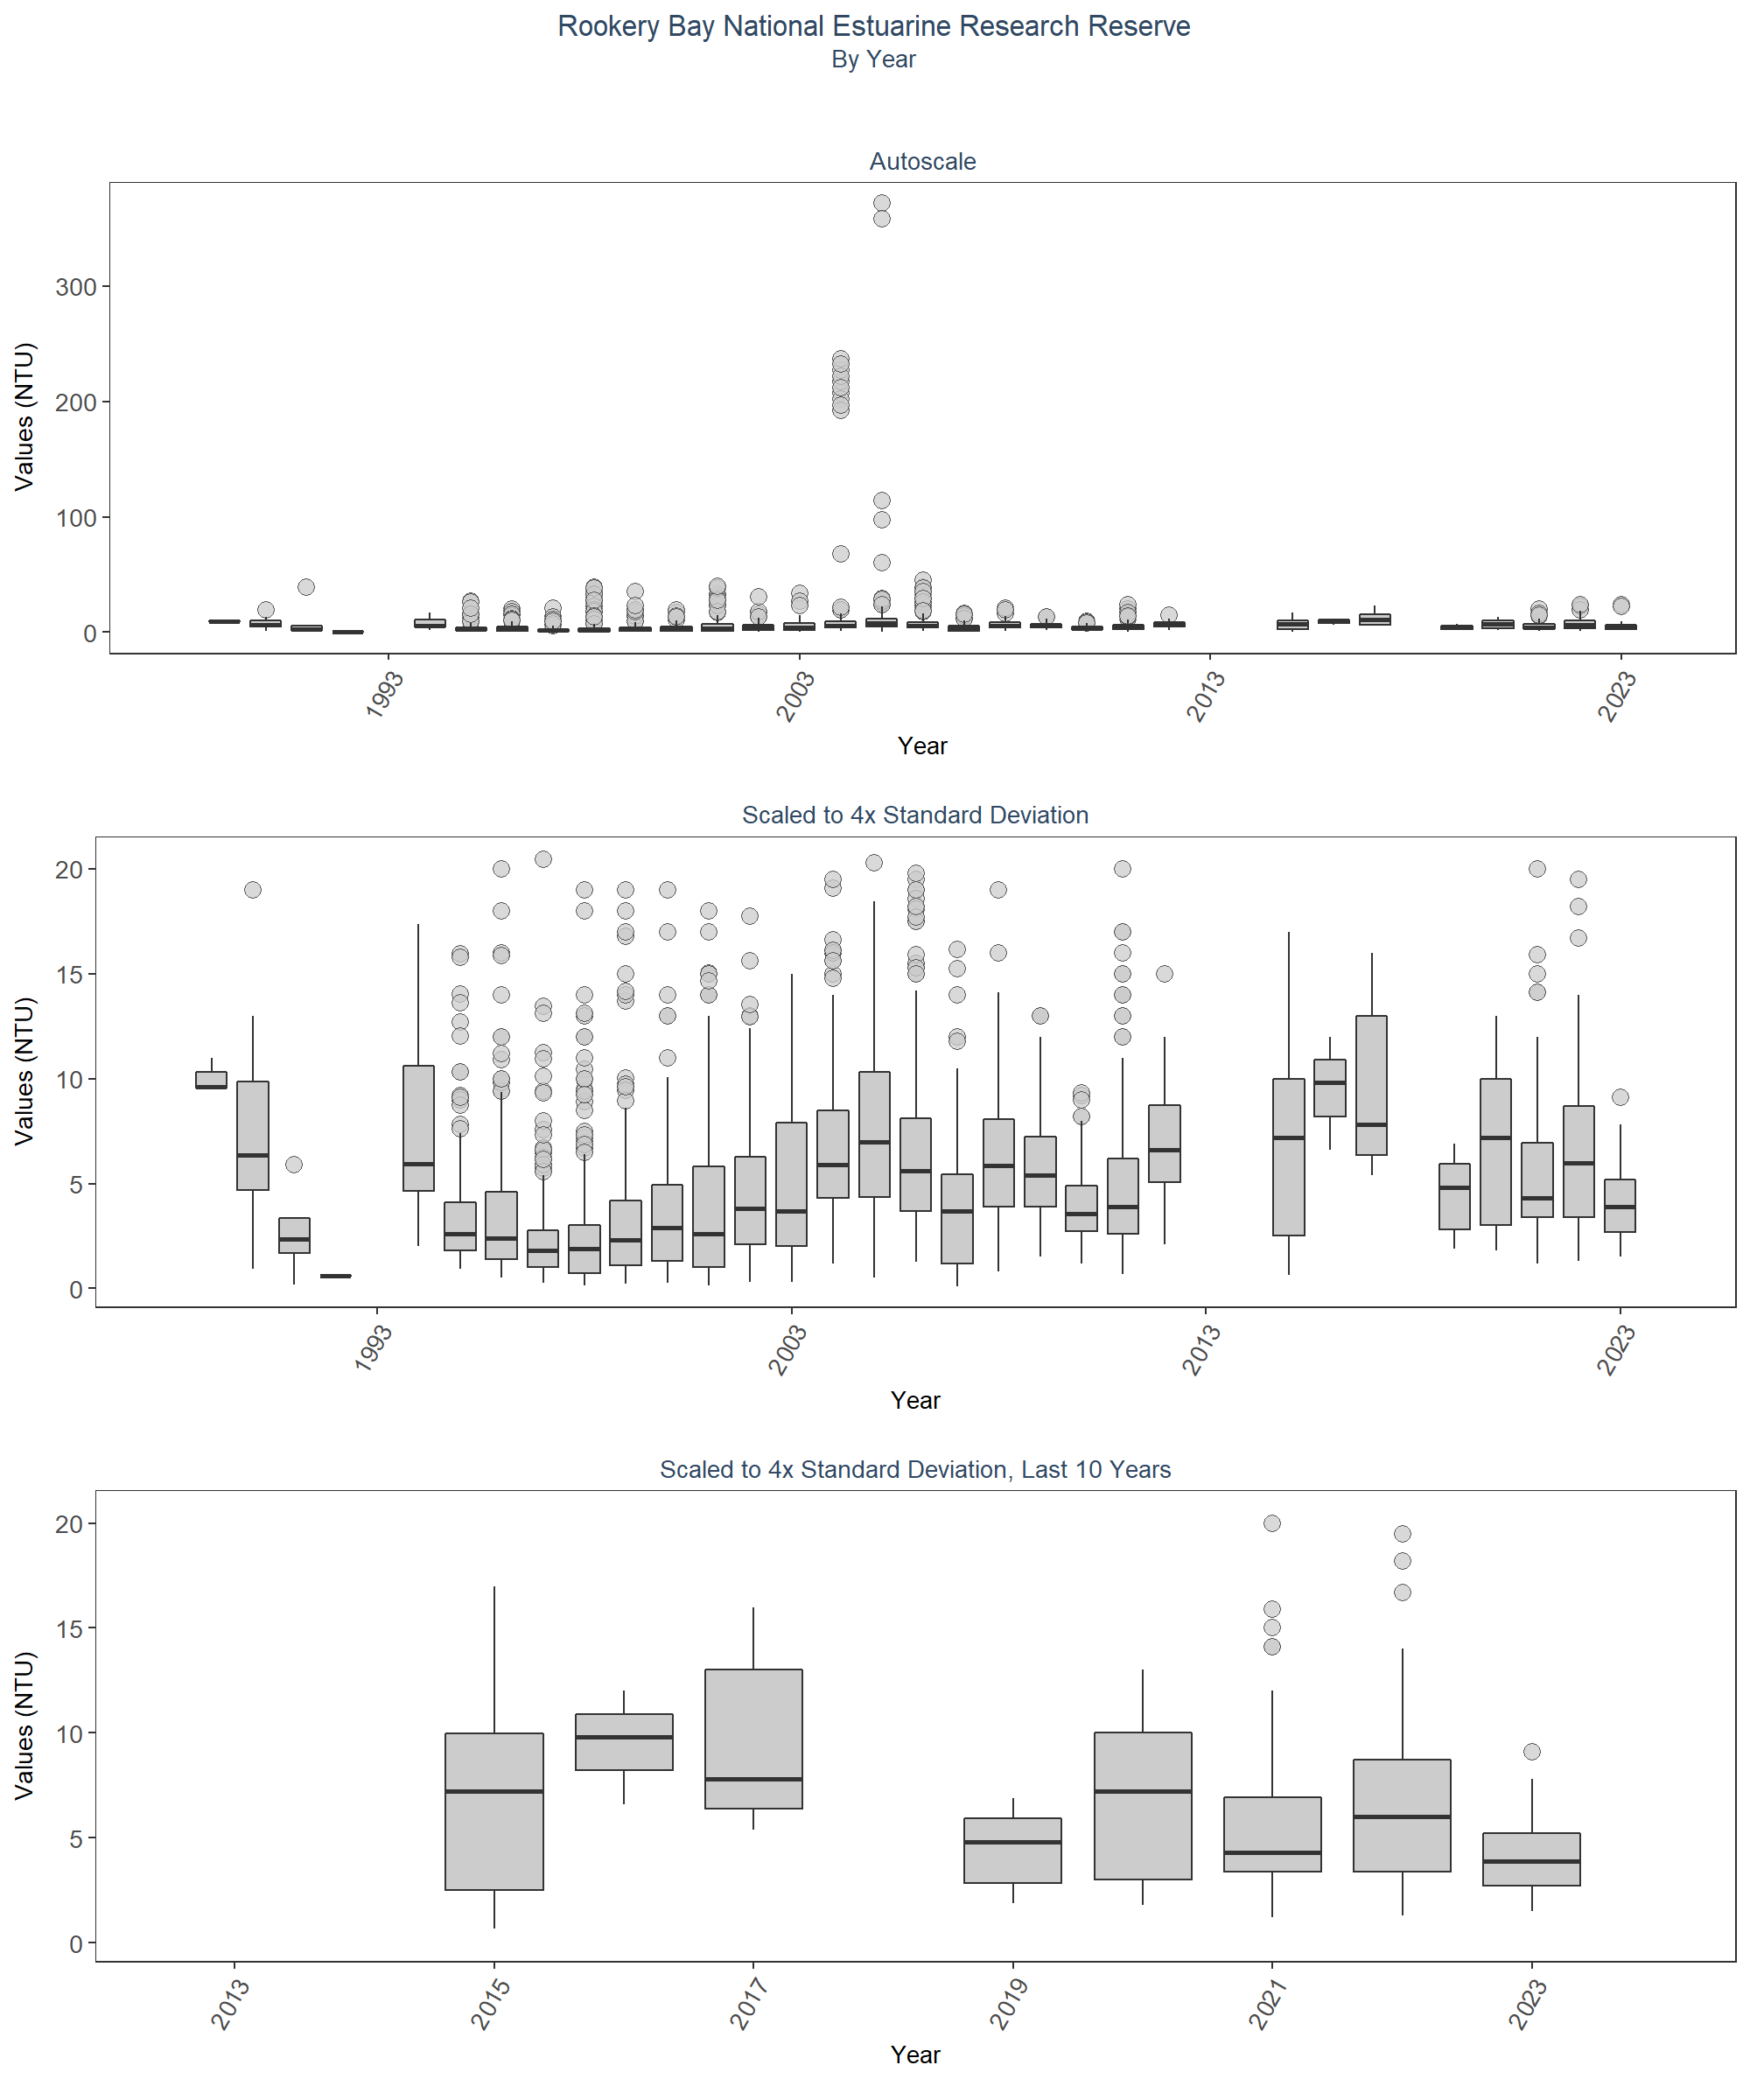 Rookery Bay National Estuarine Research Reserve
By Year
Autoscale
Values (NTU)
300
200
100
0
1993
2003
2013
2023
Year
Scaled to 4x Standard Deviation
Values (NTU)
20
15
10
5
0
1993
2003
2013
2023
Year
Scaled to 4x Standard Deviation, Last 10 Years
Values (NTU)
20
15
10
5
0
2013
2015
2017
2019
2021
2023
Year